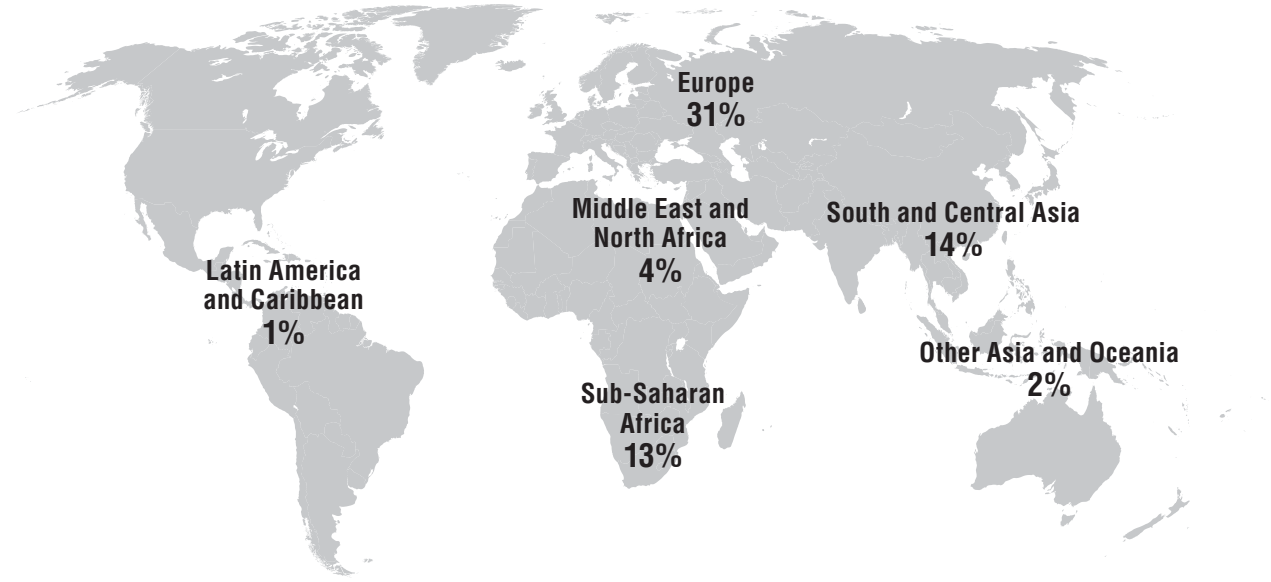 Europe
31%
Middle East and
North Africa
4%
South and Central Asia
14%
Latin America
and Caribbean
1%
Other Asia and Oceania
2%
Sub-Saharan
Africa
13%